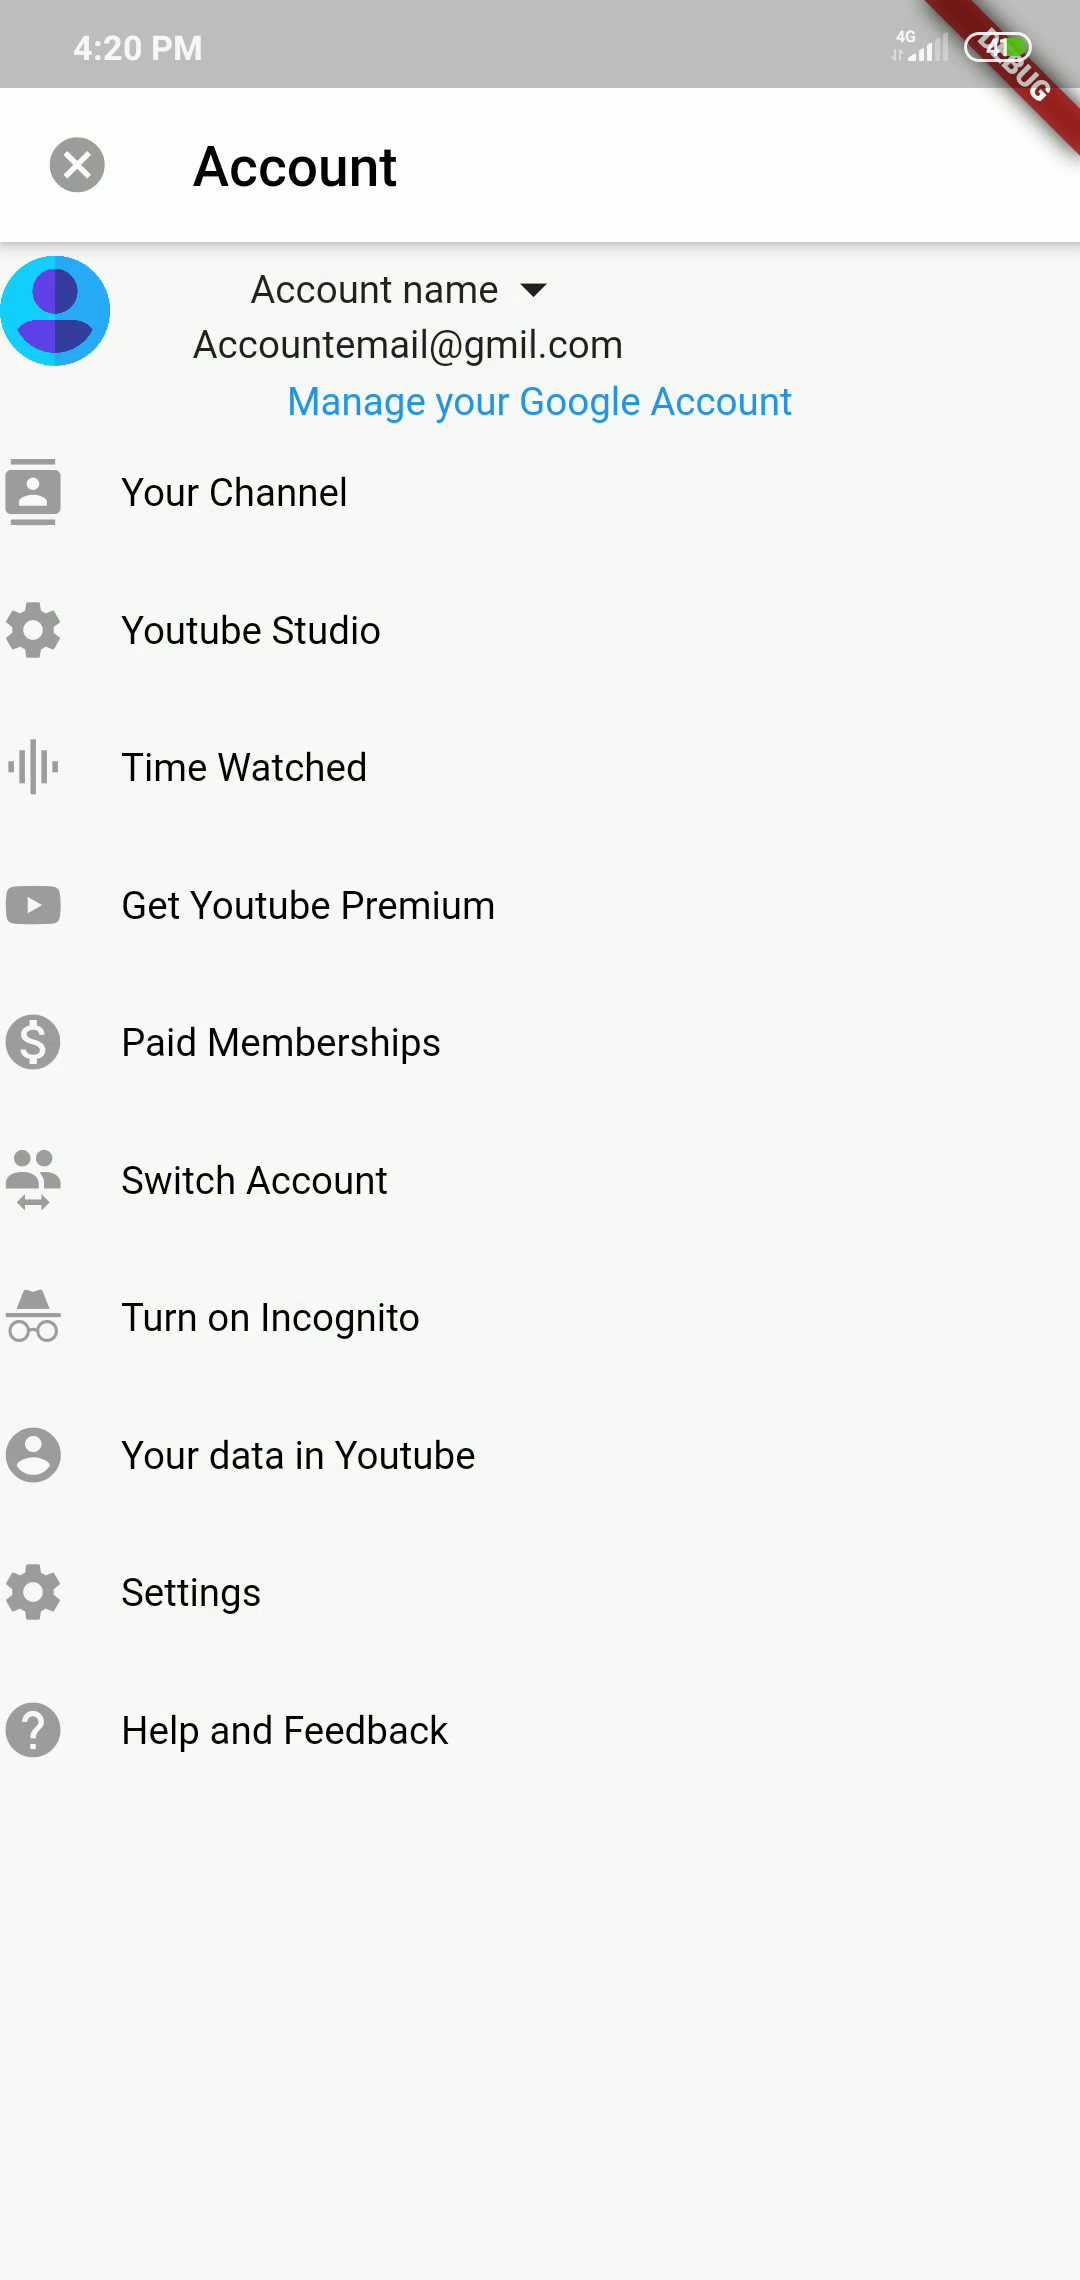 4:20 PM
4G
41
DEBUG
Account
Account name
Accountemail@gmil.com
Manage your Google Account
Your Channel
Youtube Studio
Time Watched
Get Youtube Premium
Paid Memberships
Switch Account
Turn on Incognito
Your data in Youtube
Settings
Help and Feedback